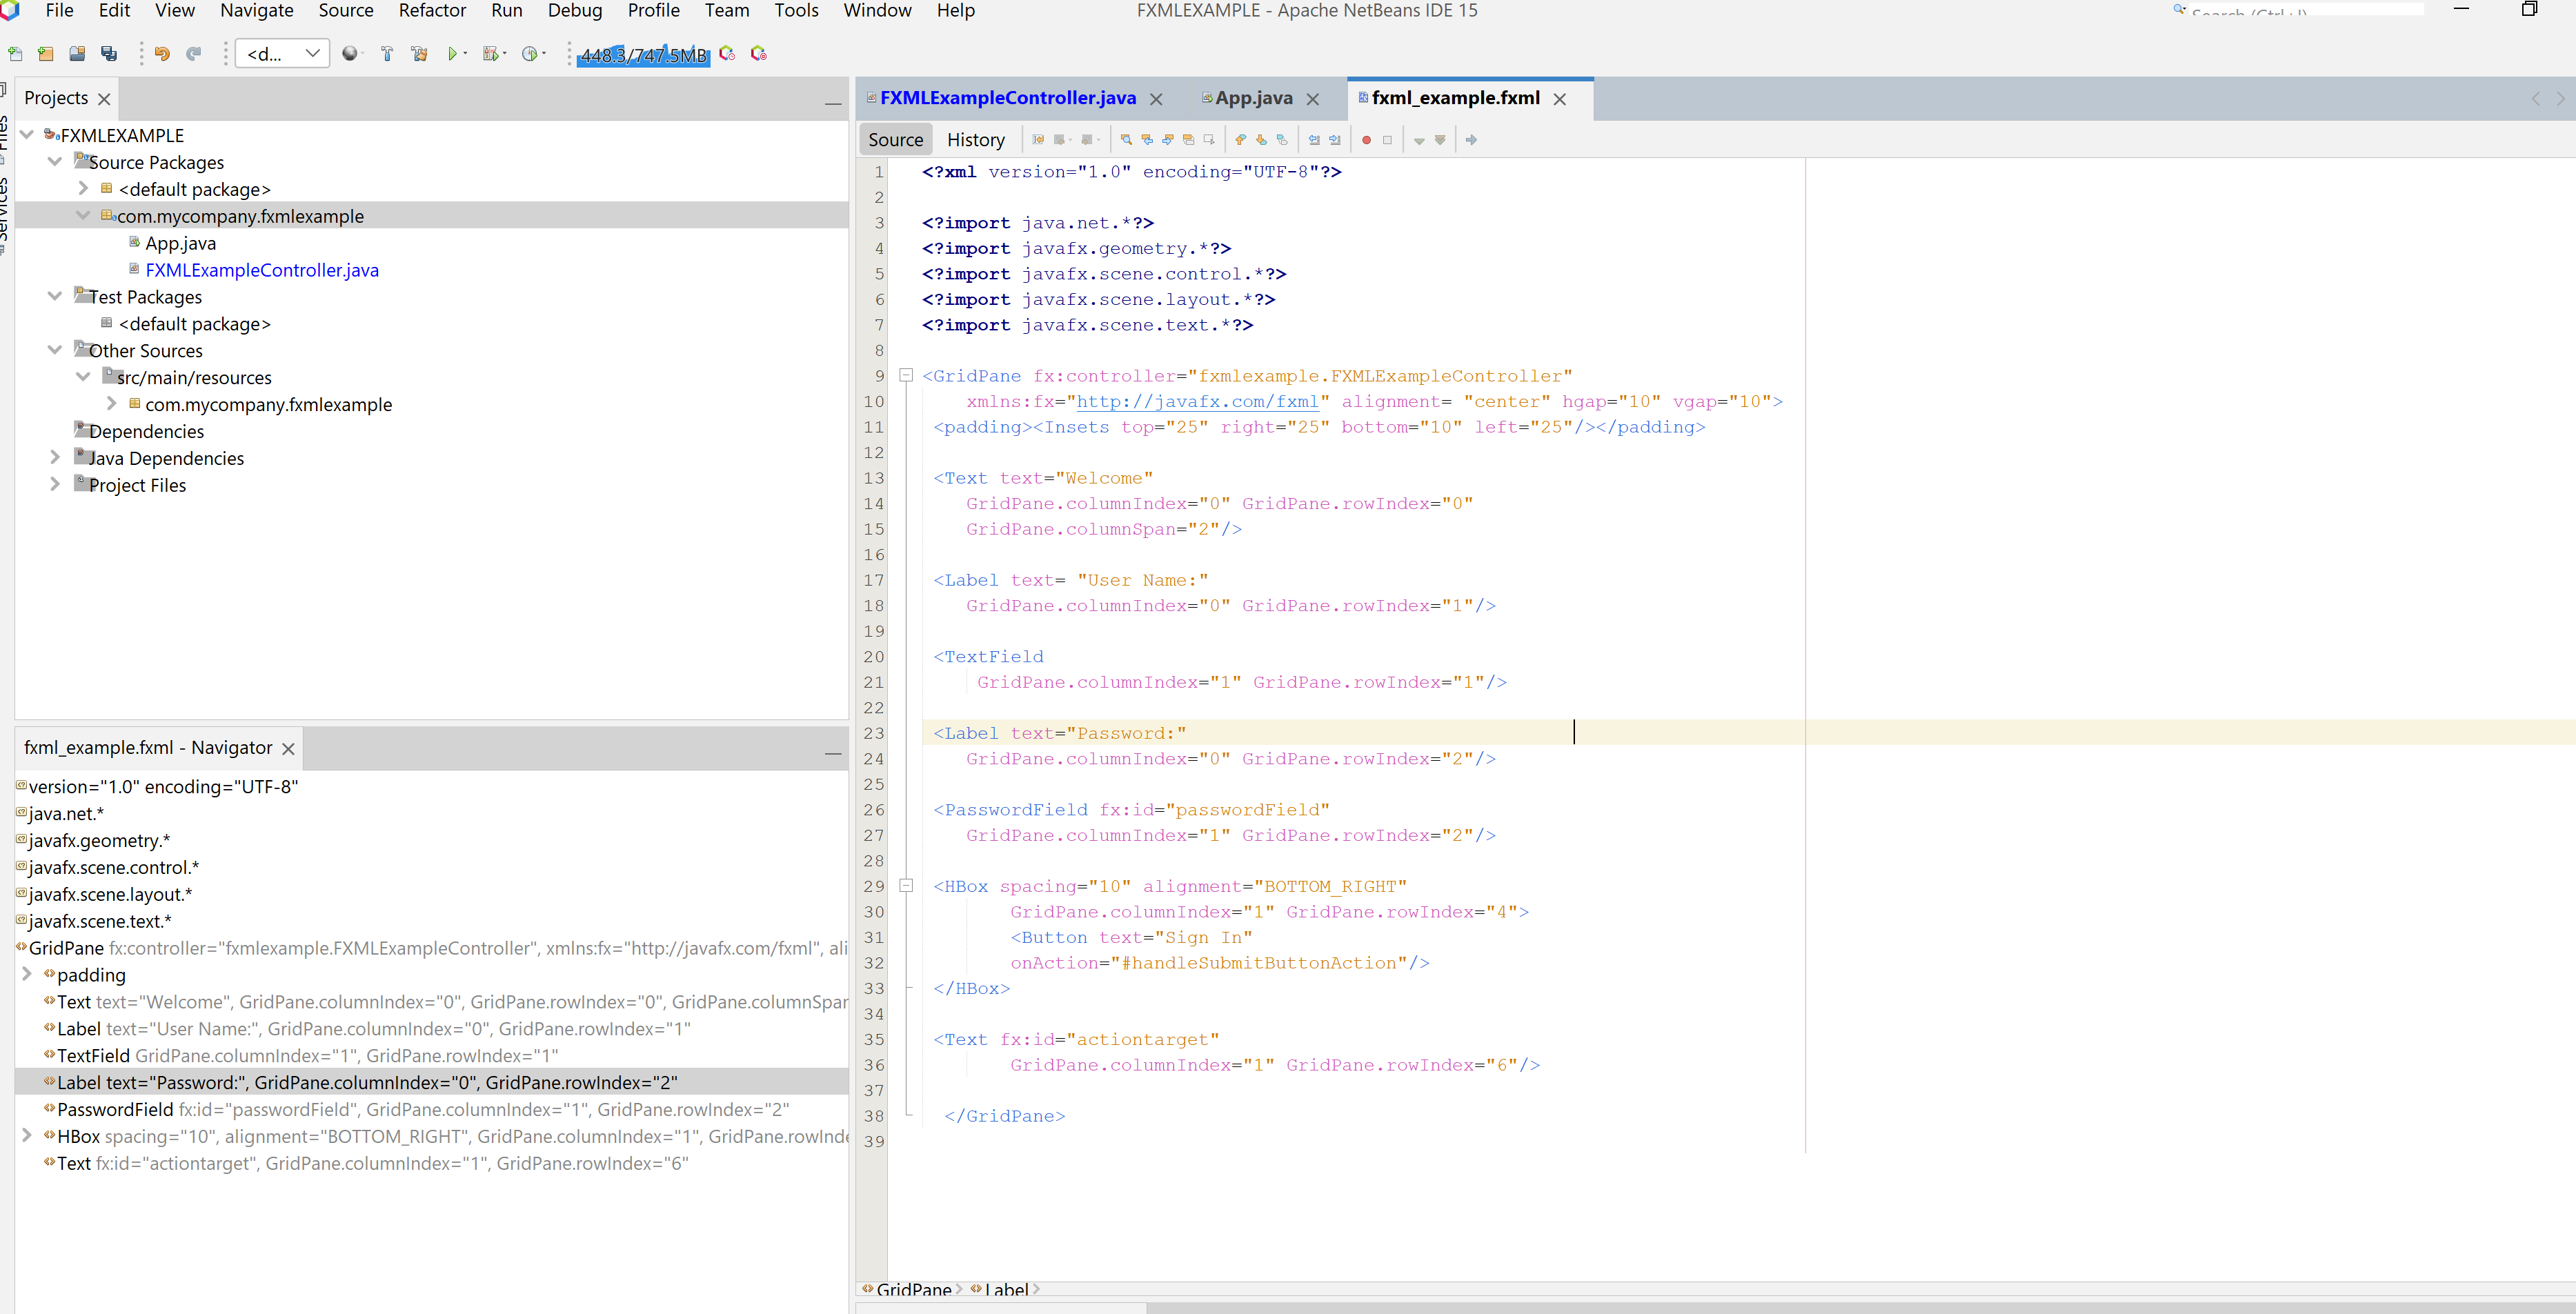 File Edit View Navigate Source Refactor Run Debug Profile Team Tools Window Help
FXMLEXAMPLE - Apache NetBeans IDE 15
Search (Ctrl+I)
<d...
448.3/747.5MB
Files
Services
Projects
FXMLEXAMPLE
Source Packages
<default package>
com.mycompany.fxmlexample
App.java
FXMLExampleController.java
Test Packages
<default package>
Other Sources
src/main/resources
com.mycompany.fxmlexample
Dependencies
Java Dependencies
Project Files
fxml_example.fxml - Navigator
version="1.0" encoding="UTF-8"
java.net.*
javafx.geometry.*
javafx.scene.control.*
javafx.scene.layout.*
javafx.scene.text.*
GridPane fx:controller="fxmlexample.FXMLExampleController", xmlns:fx="http://javafx.com/fxml", ali
padding
Text text="Welcome", GridPane.columnIndex="0", GridPane.rowIndex="0", GridPane.columnSpan
Label text="User Name:", GridPane.columnIndex="0", GridPane.rowIndex="1"
TextField GridPane.columnIndex="1", GridPane.rowIndex="1"
Label text="Password:", GridPane.columnIndex="0", GridPane.rowIndex="2"
PasswordField fx:id="passwordField", GridPane.columnIndex="1", GridPane.rowIndex="2"
HBox spacing="10", alignment="BOTTOM_RIGHT", GridPane.columnIndex="1", GridPane.rowInde
Text fx:id="actiontarget", GridPane.columnIndex="1", GridPane.rowIndex="6"
FXMLExampleController.java App.java fxml_example.fxml
Source History
1 <?xml version="1.0" encoding="UTF-8"?>
2
3 <?import java.net.*?>
4 <?import javafx.geometry.*?>
5 <?import javafx.scene.control.*?>
6 <?import javafx.scene.layout.*?>
7 <?import javafx.scene.text.*?>
8
9 <GridPane fx:controller="fxmlexample.FXMLExampleController"
10 xmlns:fx="http://javafx.com/fxml" alignment= "center" hgap="10" vgap="10">
11 <padding><Insets top="25" right="25" bottom="10" left="25"/></padding>
12
13 <Text text="Welcome"
14 GridPane.columnIndex="0" GridPane.rowIndex="0"
15 GridPane.columnSpan="2"/>
16
17 <Label text= "User Name:"
18 GridPane.columnIndex="0" GridPane.rowIndex="1"/>
19
20 <TextField
21 GridPane.columnIndex="1" GridPane.rowIndex="1"/>
22
23 <Label text="Password:"
24 GridPane.columnIndex="0" GridPane.rowIndex="2"/>
25
26 <PasswordField fx:id="passwordField"
27 GridPane.columnIndex="1" GridPane.rowIndex="2"/>
28
29 <HBox spacing="10" alignment="BOTTOM_RIGHT"
30 GridPane.columnIndex="1" GridPane.rowIndex="4">
31 <Button text="Sign In"
32 onAction="#handleSubmitButtonAction"/>
33 </HBox>
34
35 <Text fx:id="actiontarget"
36 GridPane.columnIndex="1" GridPane.rowIndex="6"/>
37
38 </GridPane>
39
GridPane Label